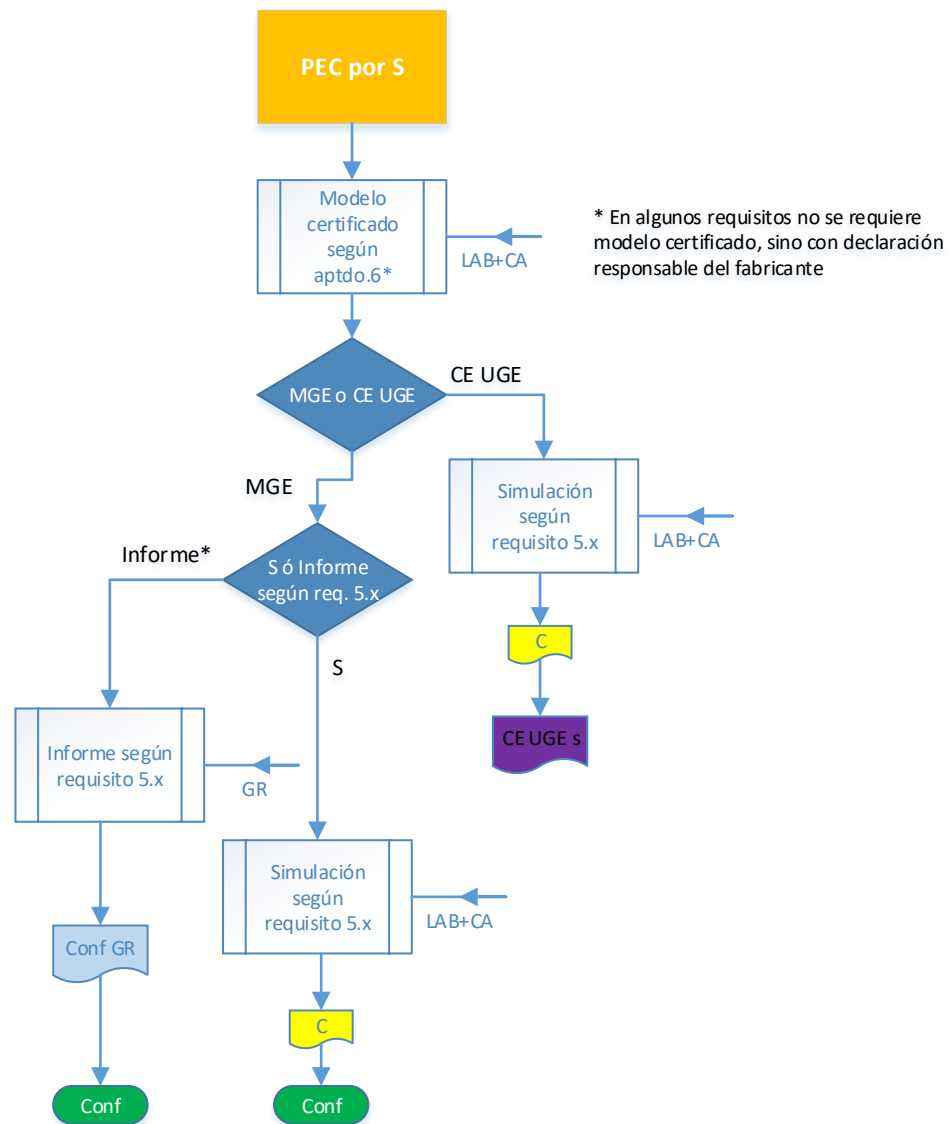 PEC por S
Modelo
certificado
según
aptdo.6*
LAB+CA
* En algunos requisitos no se requiere
modelo certificado, sino con declaración
responsable del fabricante
MGE o CE UGE
CE UGE
MGE
Simulación
según
requisito 5.x
LAB+CA
Informe*
S ó Informe
según req. 5.x
C
S
CE UGE s
Informe según
requisito 5.x
GR
Simulación
según
requisito 5.x
LAB+CA
Conf GR
C
Conf
Conf